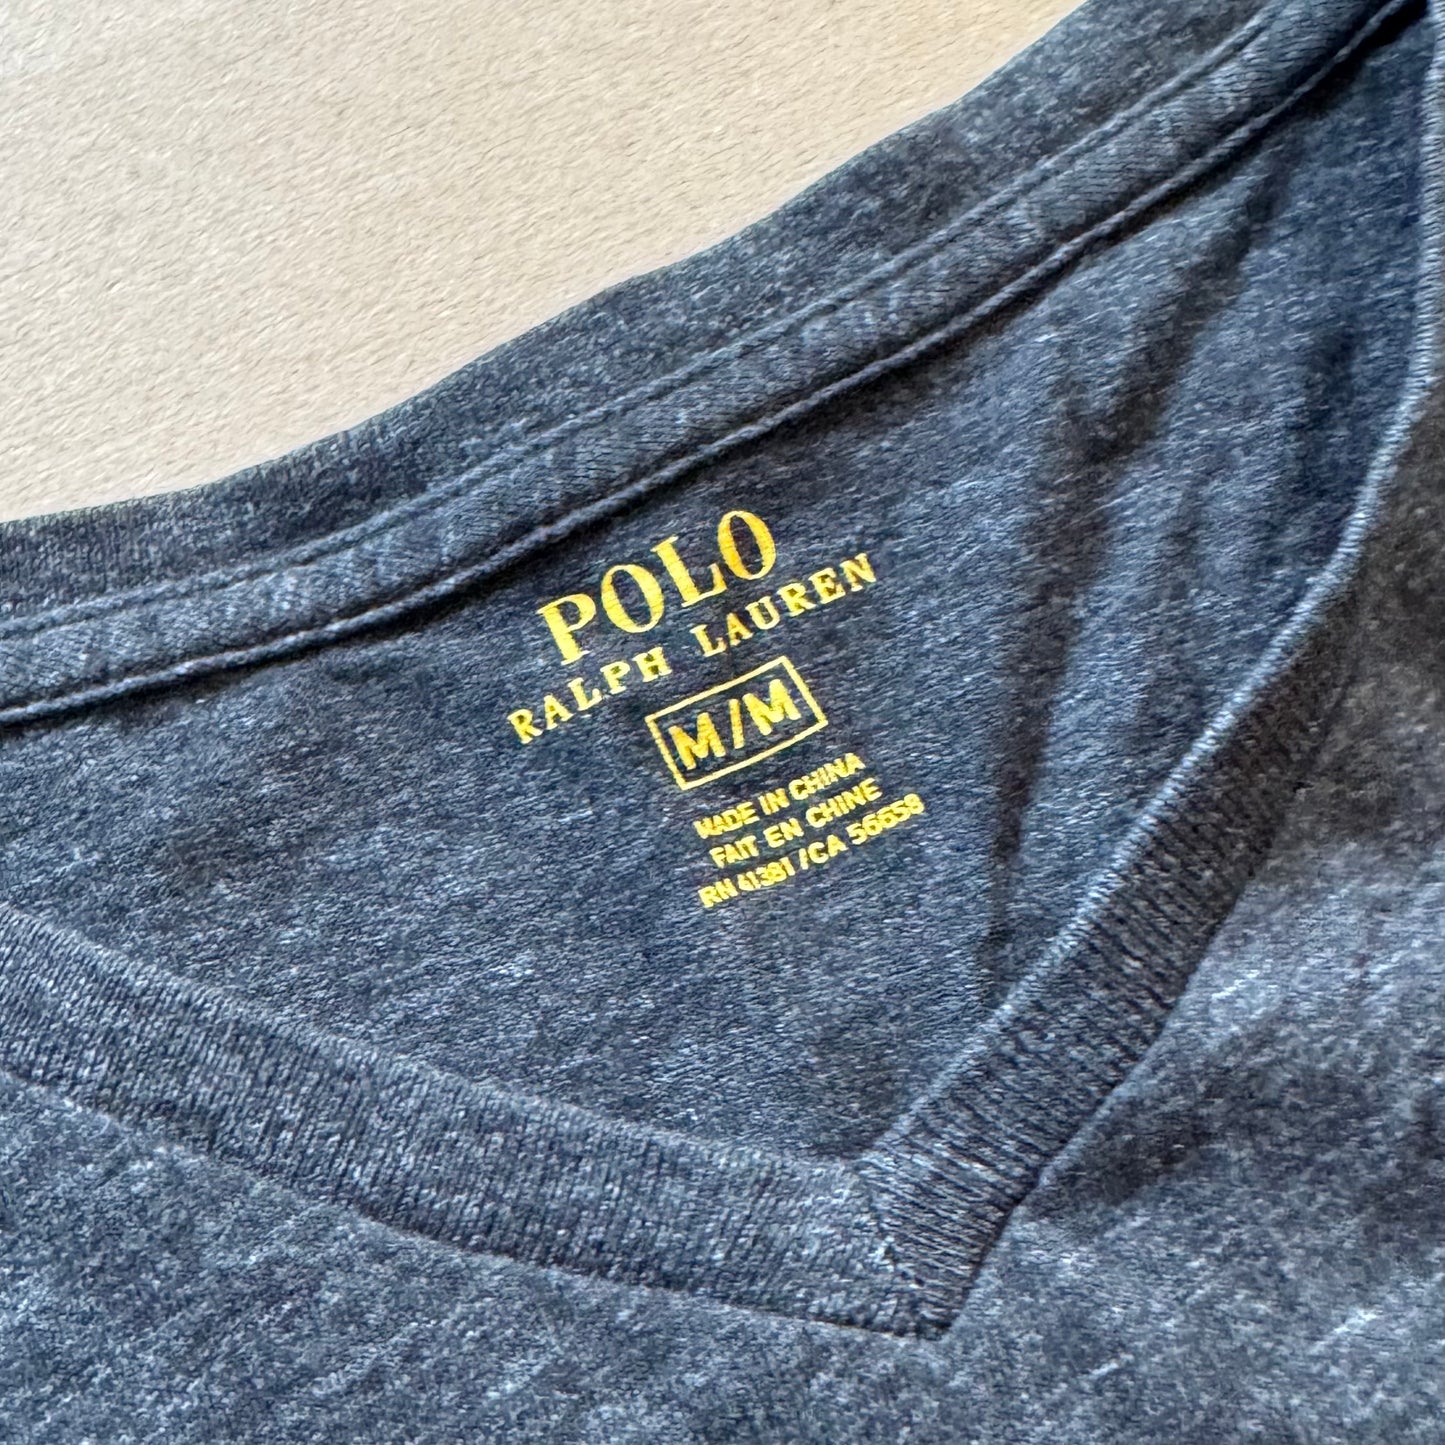 POLO
RALPH LAUREN
M/M
MADE IN CHINA
FAIT EN CHINE
RN 41381 / CA 56658